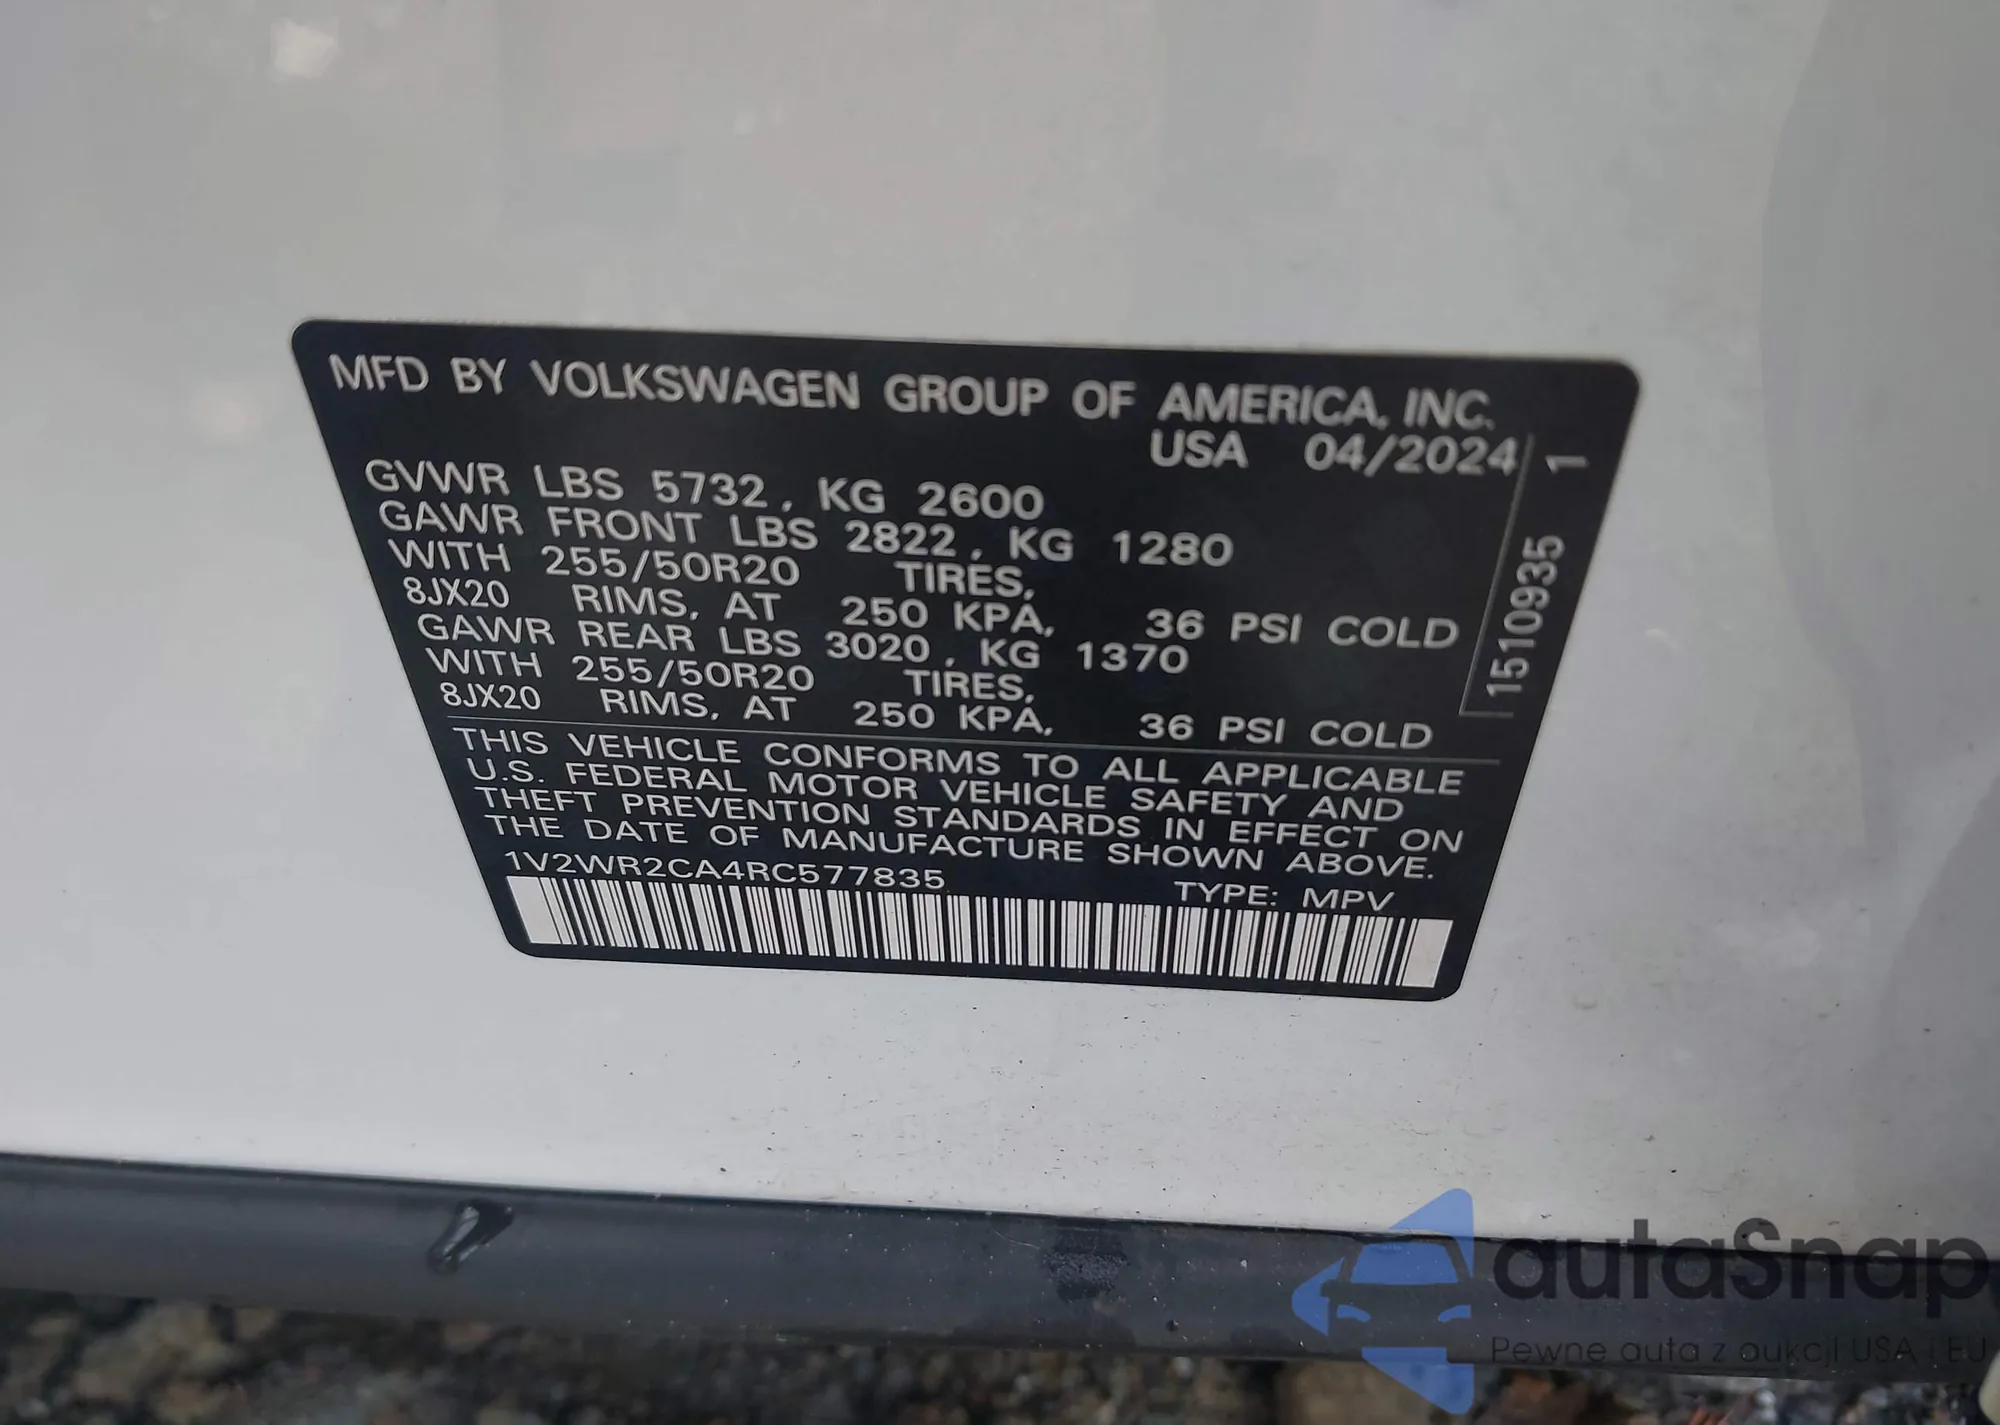 MFD BY VOLKSWAGEN GROUP OF AMERICA, INC.
USA 04/2024
GVWR LBS 5732, KG 2600
GAWR FRONT LBS 2822, KG 1280
WITH 255/50R20 TIRES,
8JX20 RIMS, AT 250 KPA, 36 PSI COLD
GAWR REAR LBS 3020, KG 1370
WITH 255/50R20 TIRES,
8JX20 RIMS, AT 250 KPA, 36 PSI COLD
THIS VEHICLE CONFORMS TO ALL APPLICABLE
U.S. FEDERAL MOTOR VEHICLE SAFETY AND
THEFT PREVENTION STANDARDS IN EFFECT ON
THE DATE OF MANUFACTURE SHOWN ABOVE.
1V2WR2CA4RC577835 TYPE: MPV
15109935 1
autaSnap
Pewne auta z aukcji USA i EU